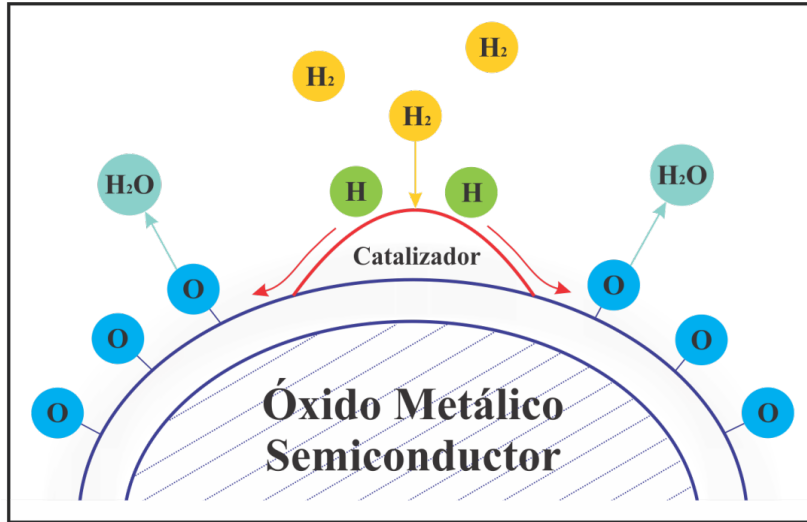 H₂
H₂
H₂
H₂O
H
H
H₂O
Catalizador
O
O
O
O
O
O
Óxido Metálico
Semiconductor